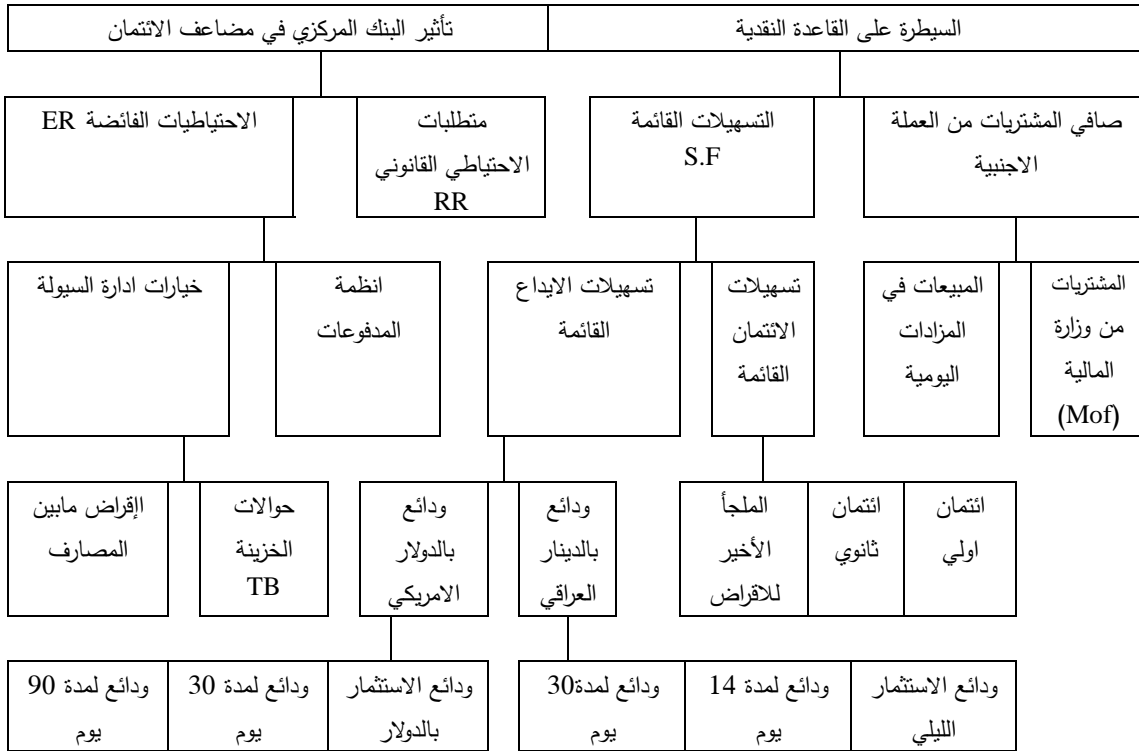 السيطرة على القاعدة النقدية
تأثير البنك المركزي في مضاعف الائتمان
صافي المشتريات من العملة
الاجنبية
التسهيلات القائمة
S.F
متطلبات
الاحتياطي القانوني
RR
الاحتياطيات الفائضة ER
المشتريات
من وزارة
المالية
(Mof)
المبيعات في
المزادات
اليومية
تسهيلات
الائتمان
القائمة
تسهيلات الايداع
القائمة
انظمة
المدفوعات
خيارات ادارة السيولة
ائتمان
اولي
ائتمان
ثانوي
الملجأ
الأخير
للاقراض
ودائع
بالدينار
العراقي
ودائع
بالدولار
الامريكي
حوالات
الخزينة
TB
اإقراض مابين
المصارف
ودائع الاستثمار
الليلي
ودائع لمدة 14
يوم
ودائع لمدة30
يوم
ودائع الاستثمار
بالدولار
ودائع لمدة 30
يوم
ودائع لمدة 90
يوم